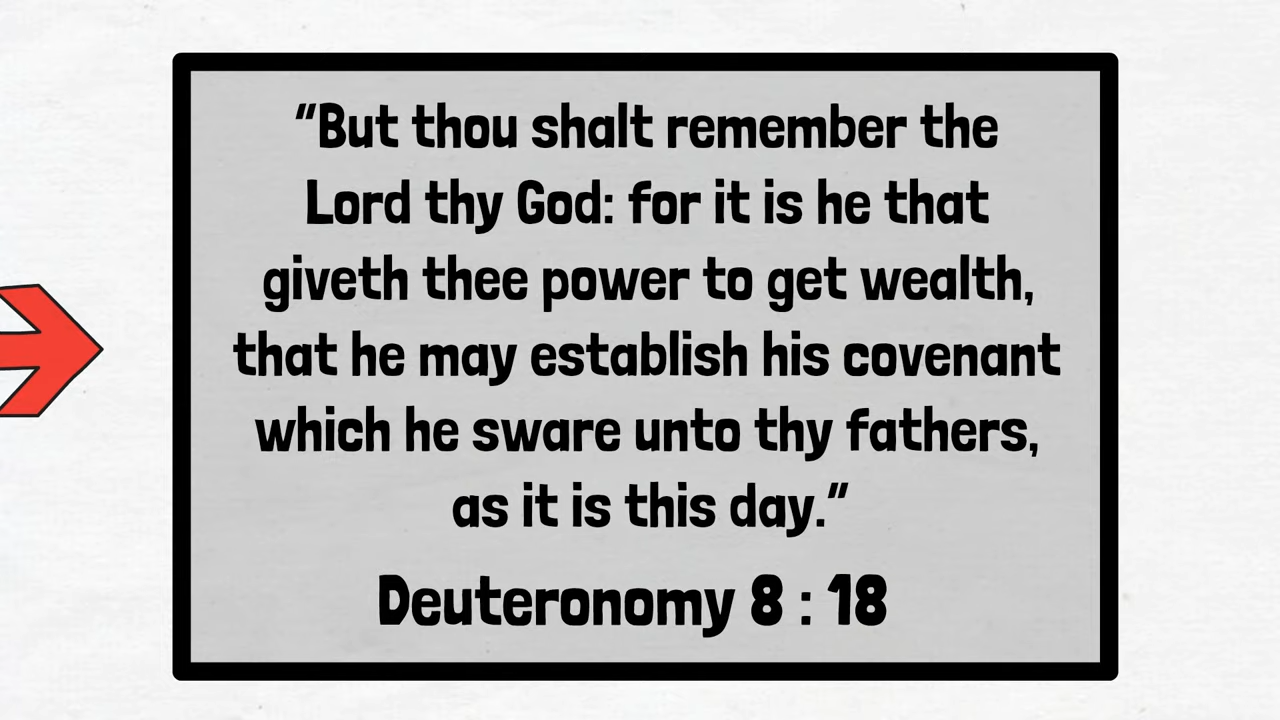 “But thou shalt remember the
Lord thy God: for it is he that
giveth thee power to get wealth,
that he may establish his covenant
which he sware unto thy fathers,
as it is this day.”
Deuteronomy 8 : 18